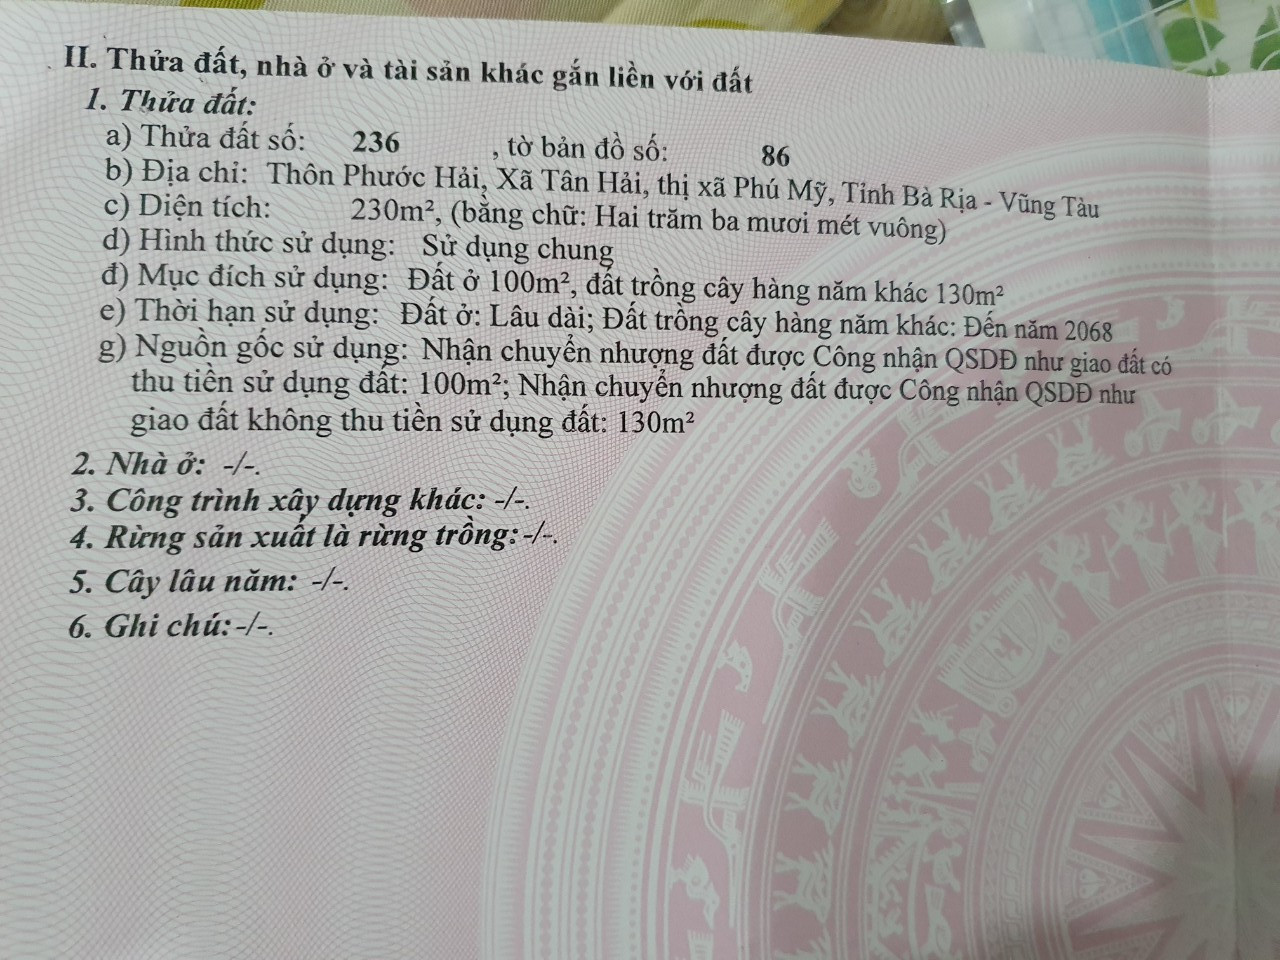 II. Thửa đất, nhà ở và tài sản khác gắn liền với đất
1. Thửa đất:
a) Thửa đất số: 236 , tờ bản đồ số: 86
b) Địa chỉ: Thôn Phước Hải, Xã Tân Hải, thị xã Phú Mỹ, Tỉnh Bà Rịa - Vũng Tàu
c) Diện tích: 230m², (bằng chữ: Hai trăm ba mươi mét vuông)
d) Hình thức sử dụng: Sử dụng chung
đ) Mục đích sử dụng: Đất ở 100m², đất trồng cây hàng năm khác 130m²
e) Thời hạn sử dụng: Đất ở: Lâu dài; Đất trồng cây hàng năm khác: Đến năm 2068
g) Nguồn gốc sử dụng: Nhận chuyển nhượng đất được Công nhận QSDĐ như giao đất có
thu tiền sử dụng đất: 100m²; Nhận chuyển nhượng đất được Công nhận QSDĐ như
giao đất không thu tiền sử dụng đất: 130m²
2. Nhà ở: -/-.
3. Công trình xây dựng khác: -/-.
4. Rừng sản xuất là rừng trồng: -/-.
5. Cây lâu năm: -/-.
6. Ghi chú: -/-.